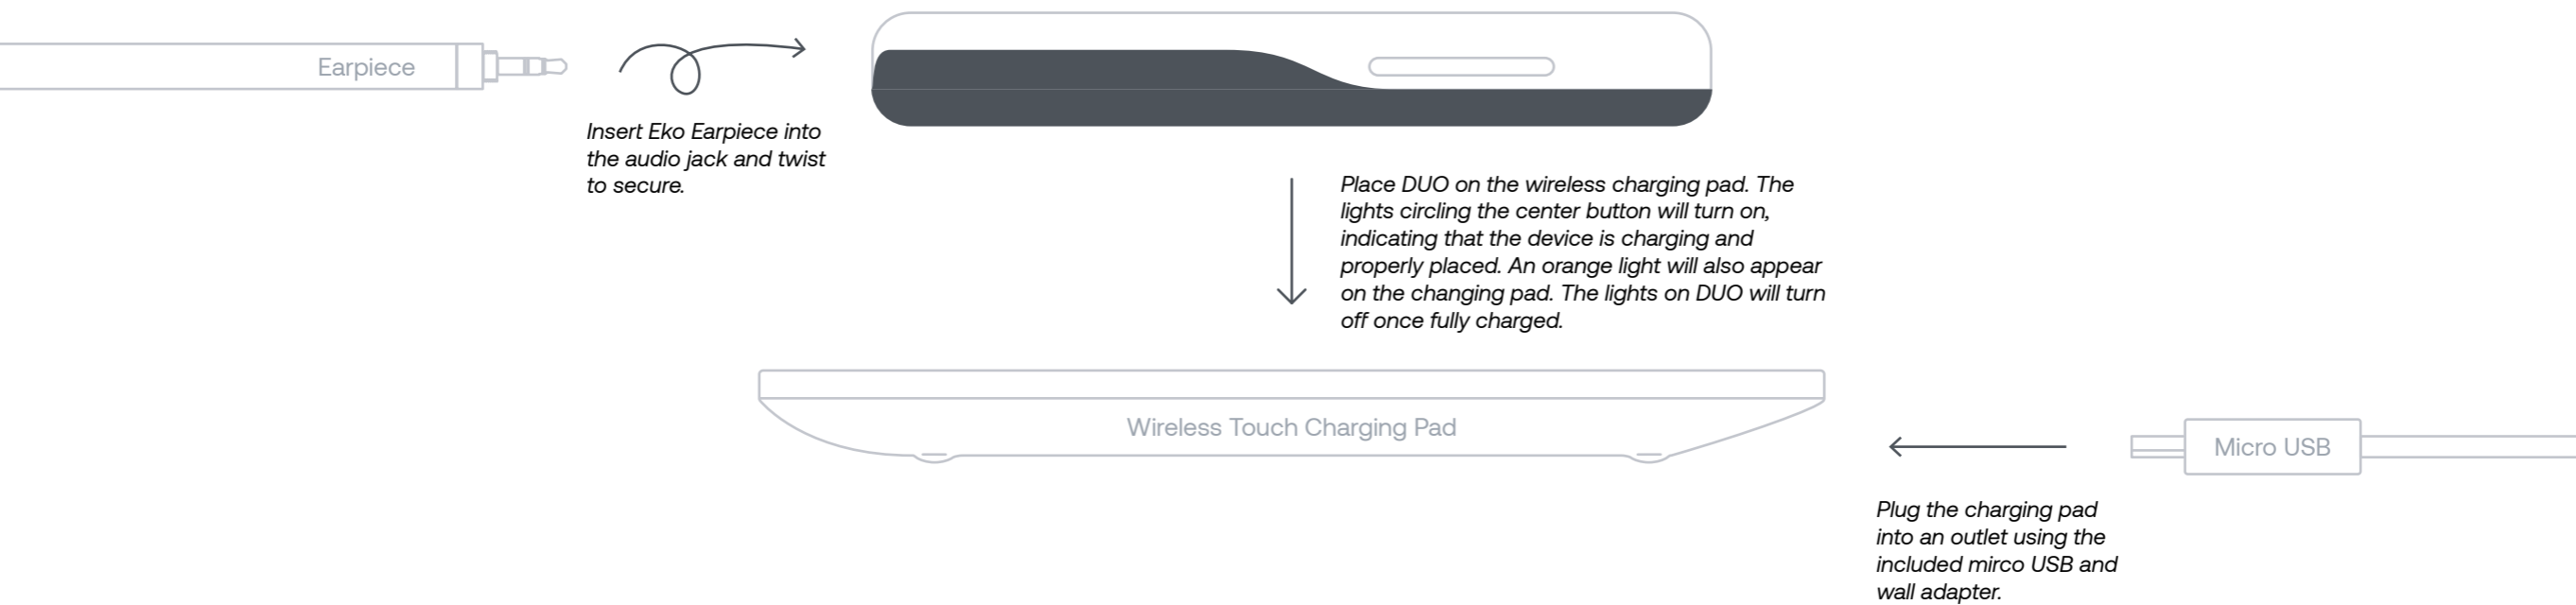 Earpiece
Insert Eko Earpiece into
the audio jack and twist
to secure.
Place DUO on the wireless charging pad. The
lights circling the center button will turn on,
indicating that the device is charging and
properly placed. An orange light will also appear
on the changing pad. The lights on DUO will turn
off once fully charged.
Wireless Touch Charging Pad
Micro USB
Plug the charging pad
into an outlet using the
included mirco USB and
wall adapter.